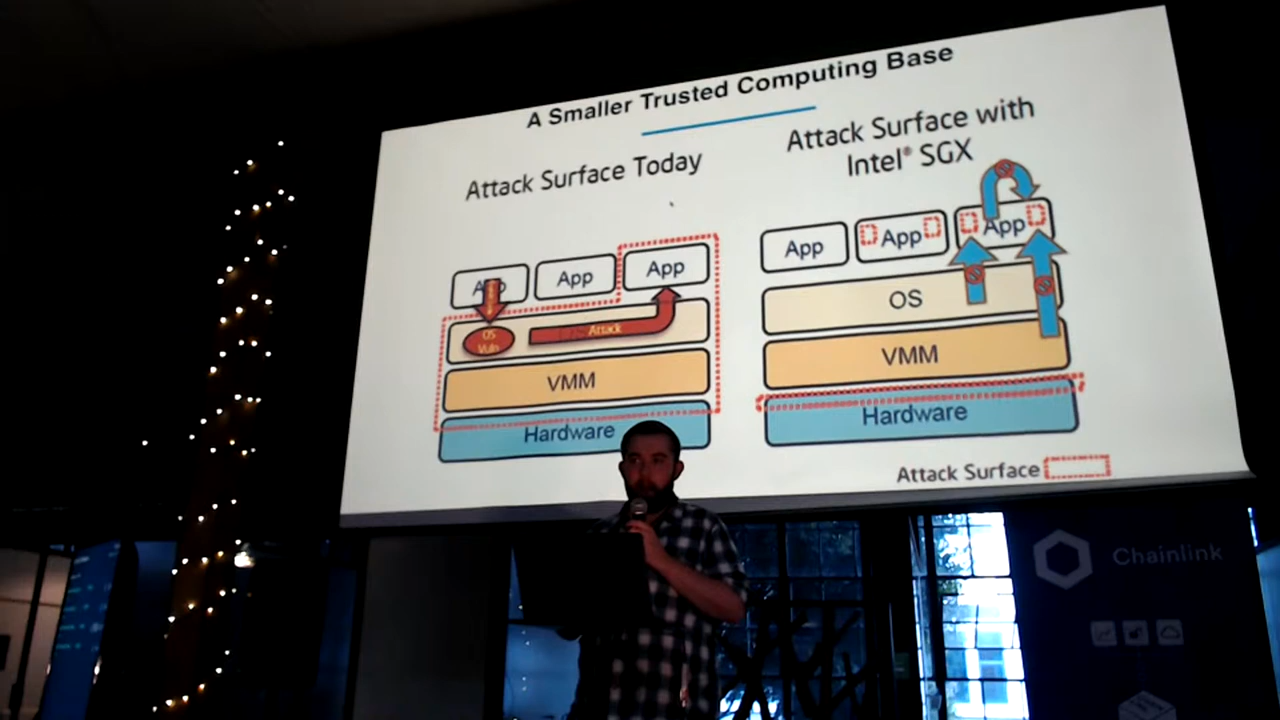 A Smaller Trusted Computing Base
Attack Surface Today
App
App
App
OS
Vuln
Attack
VMM
Hardware
Attack Surface with
Intel® SGX
App
App
App
OS
VMM
Hardware
Attack Surface
Chainlink